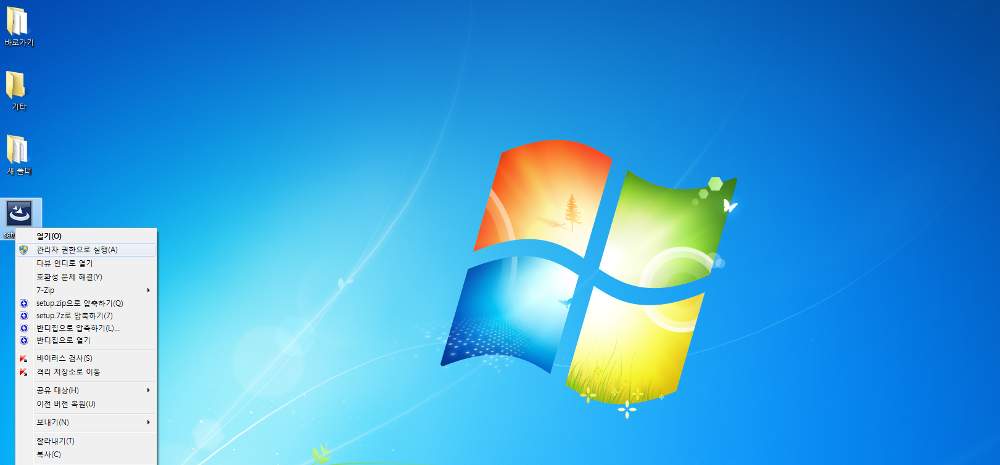 바로가기
기타
새 폴더
열기(O)
관리자 권한으로 실행(A)
다뷰 인디로 열기
호환성 문제 해결(Y)
7-Zip
setup.zip으로 압축하기(Q)
setup.7z로 압축하기(7)
반디집으로 압축하기(L)...
반디집으로 열기
바이러스 검사(S)
격리 저장소로 이동
공유 대상(H)
이전 버전 복원(U)
보내기(N)
잘라내기(T)
복사(C)